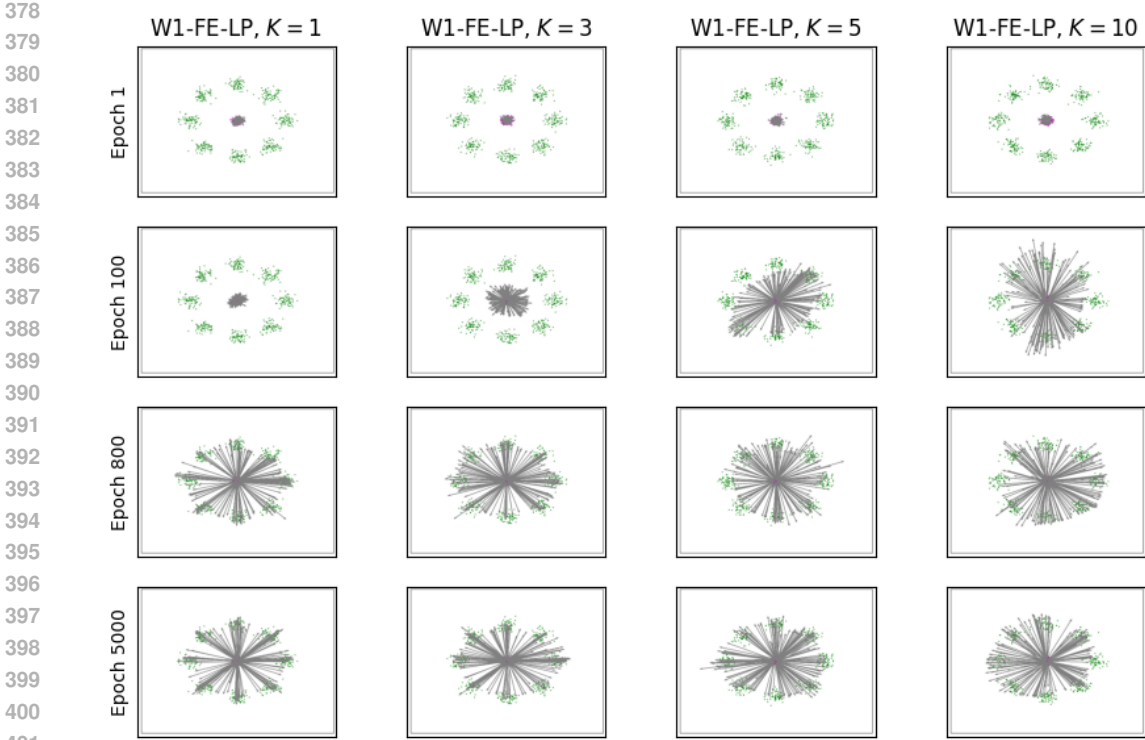 378
379
380
381
382
383
384
385
386
387
388
389
390
391
392
393
394
395
396
397
398
399
400
W1-FE-LP, K = 1
W1-FE-LP, K = 3
W1-FE-LP, K = 5
W1-FE-LP, K = 10
Epoch 1
Epoch 100
Epoch 800
Epoch 5000